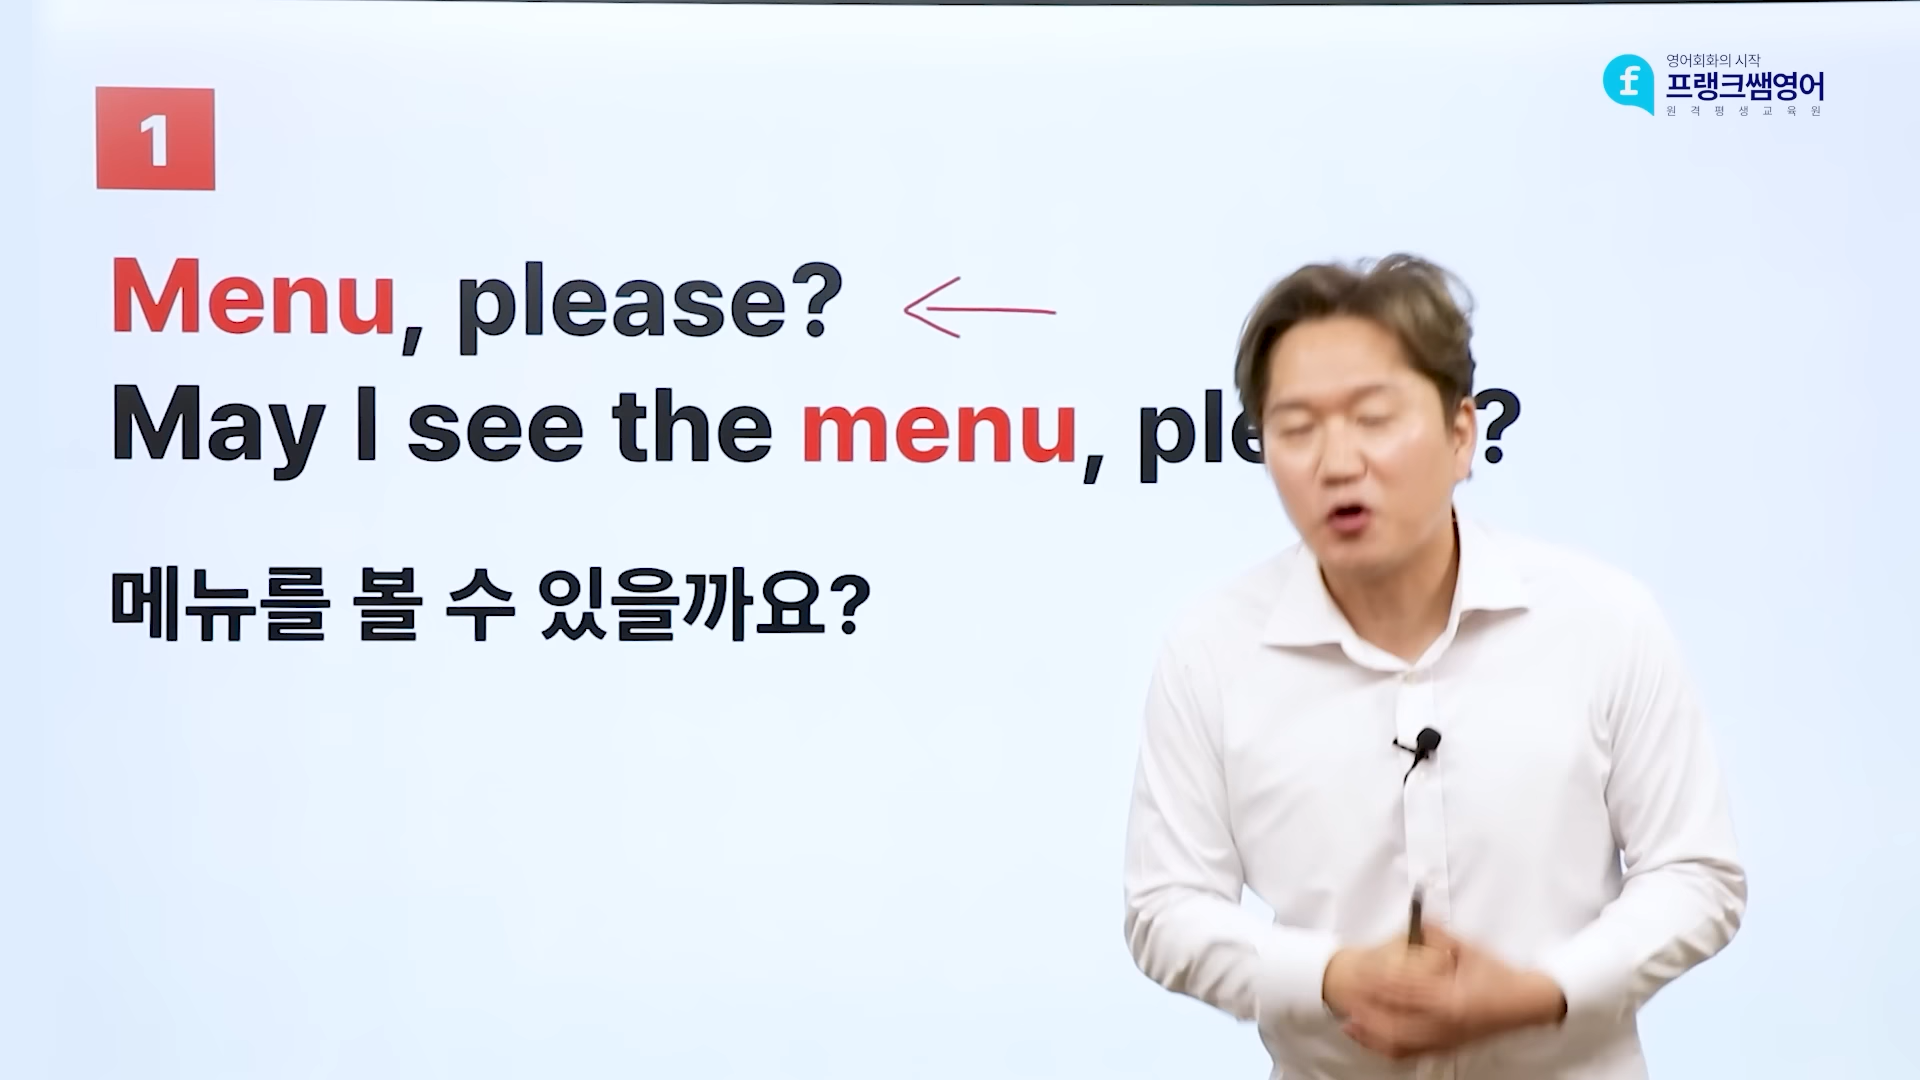 1
영어회화의 시작
프랭크쌤영어
원격평생교육원
Menu, please?
May I see the menu, ?
메뉴를 볼 수 있을까요?